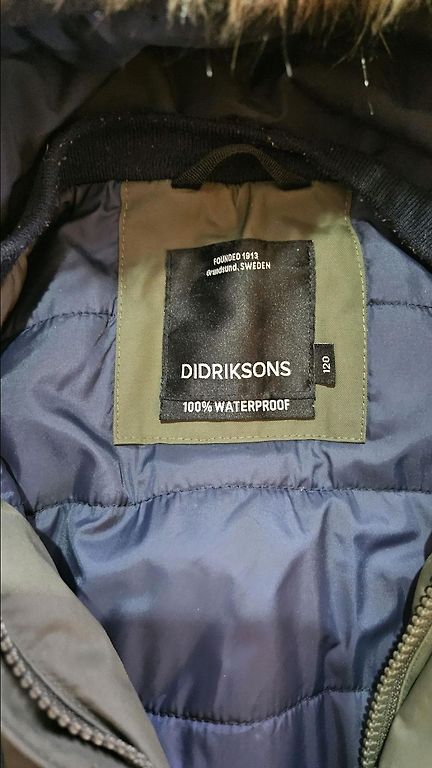 FOUNDED 1913
Grundsund, SWEDEN
DIDRIKSONS
120
100% WATERPROOF